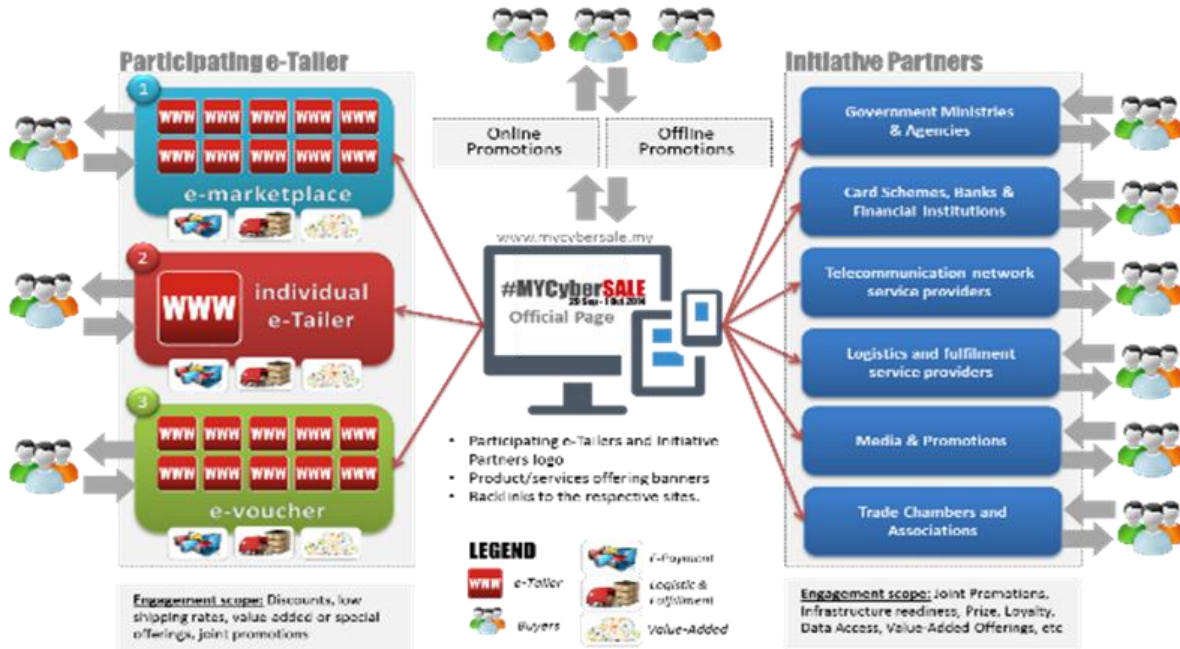 Participating e-Tailer
1
WWW WWW WWW WWW WWW
WWW WWW WWW WWW WWW
e-marketplace
2
WWW
individual
e-Tailer
3
WWW WWW WWW WWW WWW
WWW WWW WWW WWW WWW
e-voucher
Engagement scope: Discounts, low
shipping rates, value-added or special
offerings, joint promotions
Online
Promotions
Offline
Promotions
www.mycybersale.my
#MYCyberSALE
29 Sep - 1 Oct 2014
Official Page
• Participating e-Tailers and Initiative
Partners logo
• Product/services offering banners
• Backlinks to the respective sites.
LEGEND
WWW
e-Tailer
Buyers
E-Payment
Logistic &
Fulfillment
Value-Added
Initiative Partners
Government Ministries
& Agencies
Card Schemes, Banks &
Financial Institutions
Telecommunication network
service providers
Logistics and fulfilment
service providers
Media & Promotions
Trade Chambers and
Associations
Engagement scope: Joint Promotions,
Infrastructure readiness, Prize, Loyalty,
Data Access, Value-Added Offerings, etc